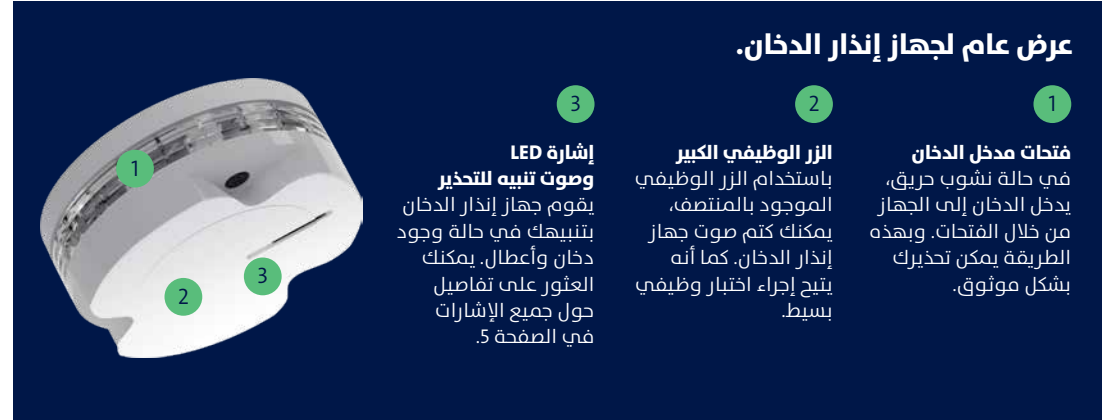 عرض عام لجهاز إنذار الدخان.
1
فتحات مدخل الدخان
في حالة نشوب حريق،
يدخل الدخان إلى الجهاز
من خلال الفتحات. وبهذه
الطريقة يمكن تحذيرك
بشكل موثوق.
2
الزر الوظيفي الكبير
باستخدام الزر الوظيفي
الموجود بالمنتصف،
يمكنك كتم صوت جهاز
إنذار الدخان. كما أنه
يتيح إجراء اختبار وظيفي
بسيط.
3
إشارة LED
وصوت تنبيه للتحذير
يقوم جهاز إنذار الدخان
بتنبيهك في حالة وجود
دخان وأعطال. يمكنك
العثور على تفاصيل
حول جميع الإشارات
في الصفحة 5.
1
2
3